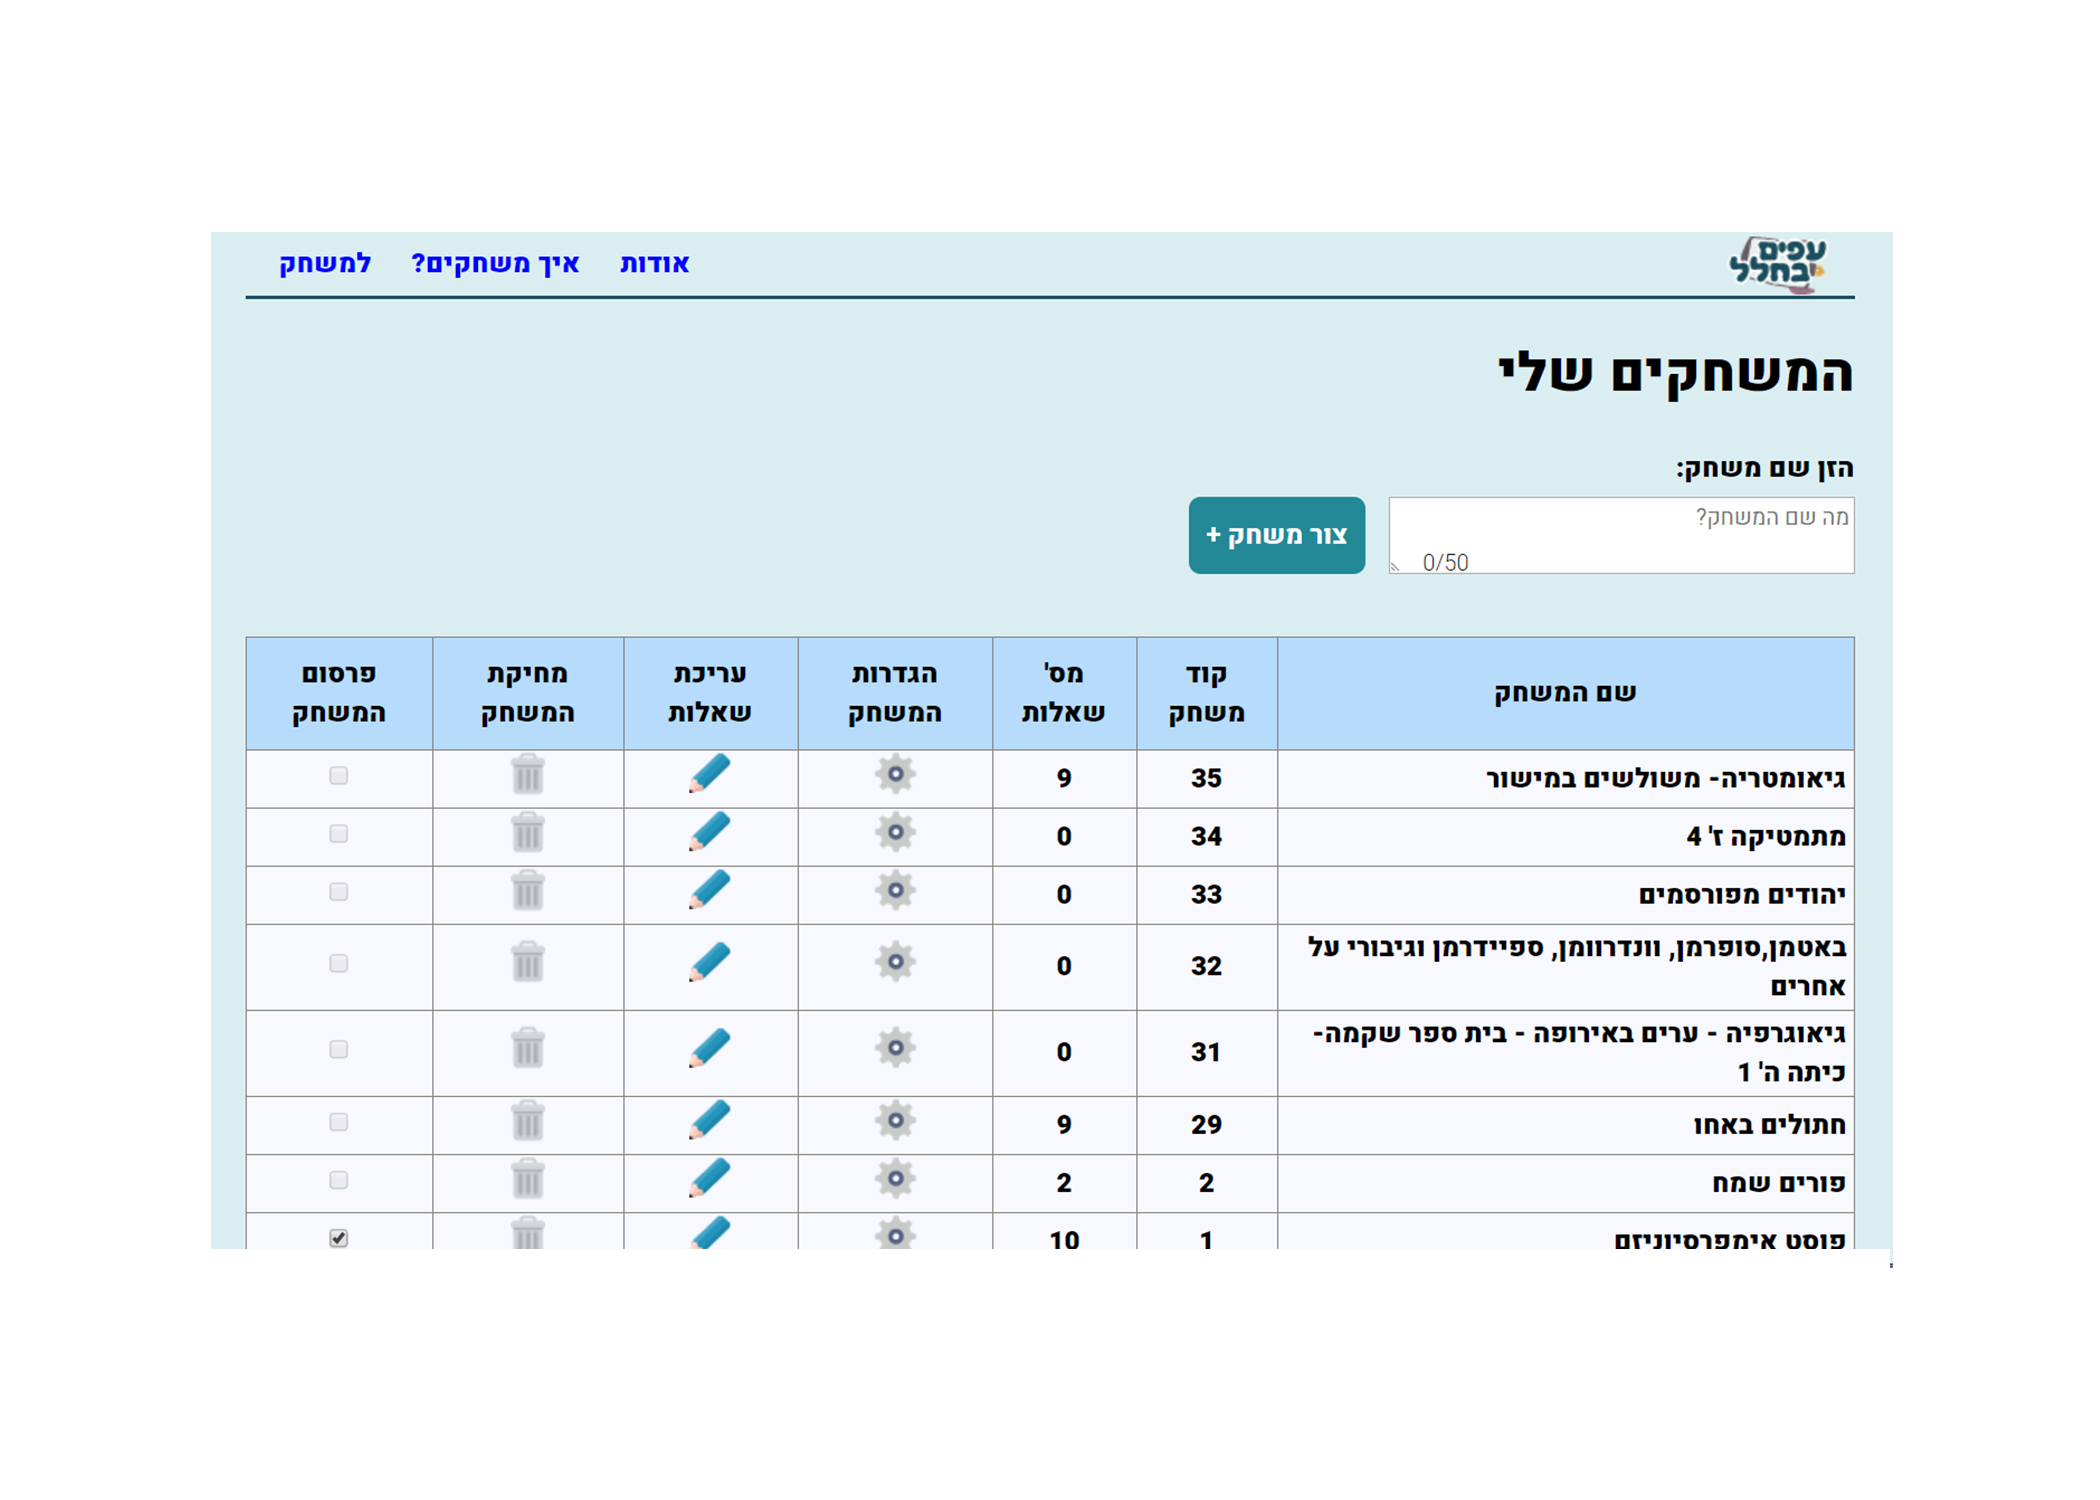 עפים
בחלל
אודות איך משחקים? למשחק
המשחקים שלי
הזן שם משחק:
מה שם המשחק?
0/50
צור משחק +
שם המשחק קוד משחק מס' שאלות הגדרות המשחק עריכת שאלות מחיקת המשחק פרסום המשחק
גיאומטריה- משולשים במישור 35 9
מתמטיקה ז' 4 34 0
יהודים מפורסמים 33 0
באטמן,סופרמן, וונדרוומן, ספיידרמן וגיבורי על
אחרים 32 0
גיאוגרפיה - ערים באירופה - בית ספר שקמה-
כיתה ה' 1 31 0
חתולים באחו 29 9
פורים שמח 2 2
פוסט אימפרסיוניזם 1 10